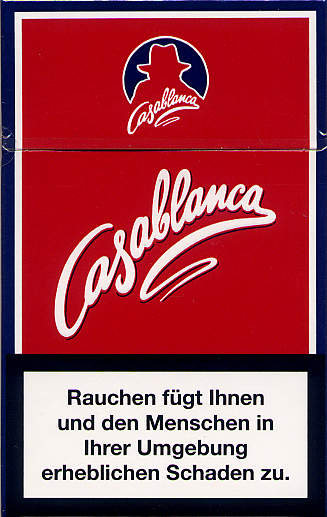 Casablanca
Casablanca
Rauchen fügt Ihnen
und den Menschen in
Ihrer Umgebung
erheblichen Schaden zu.